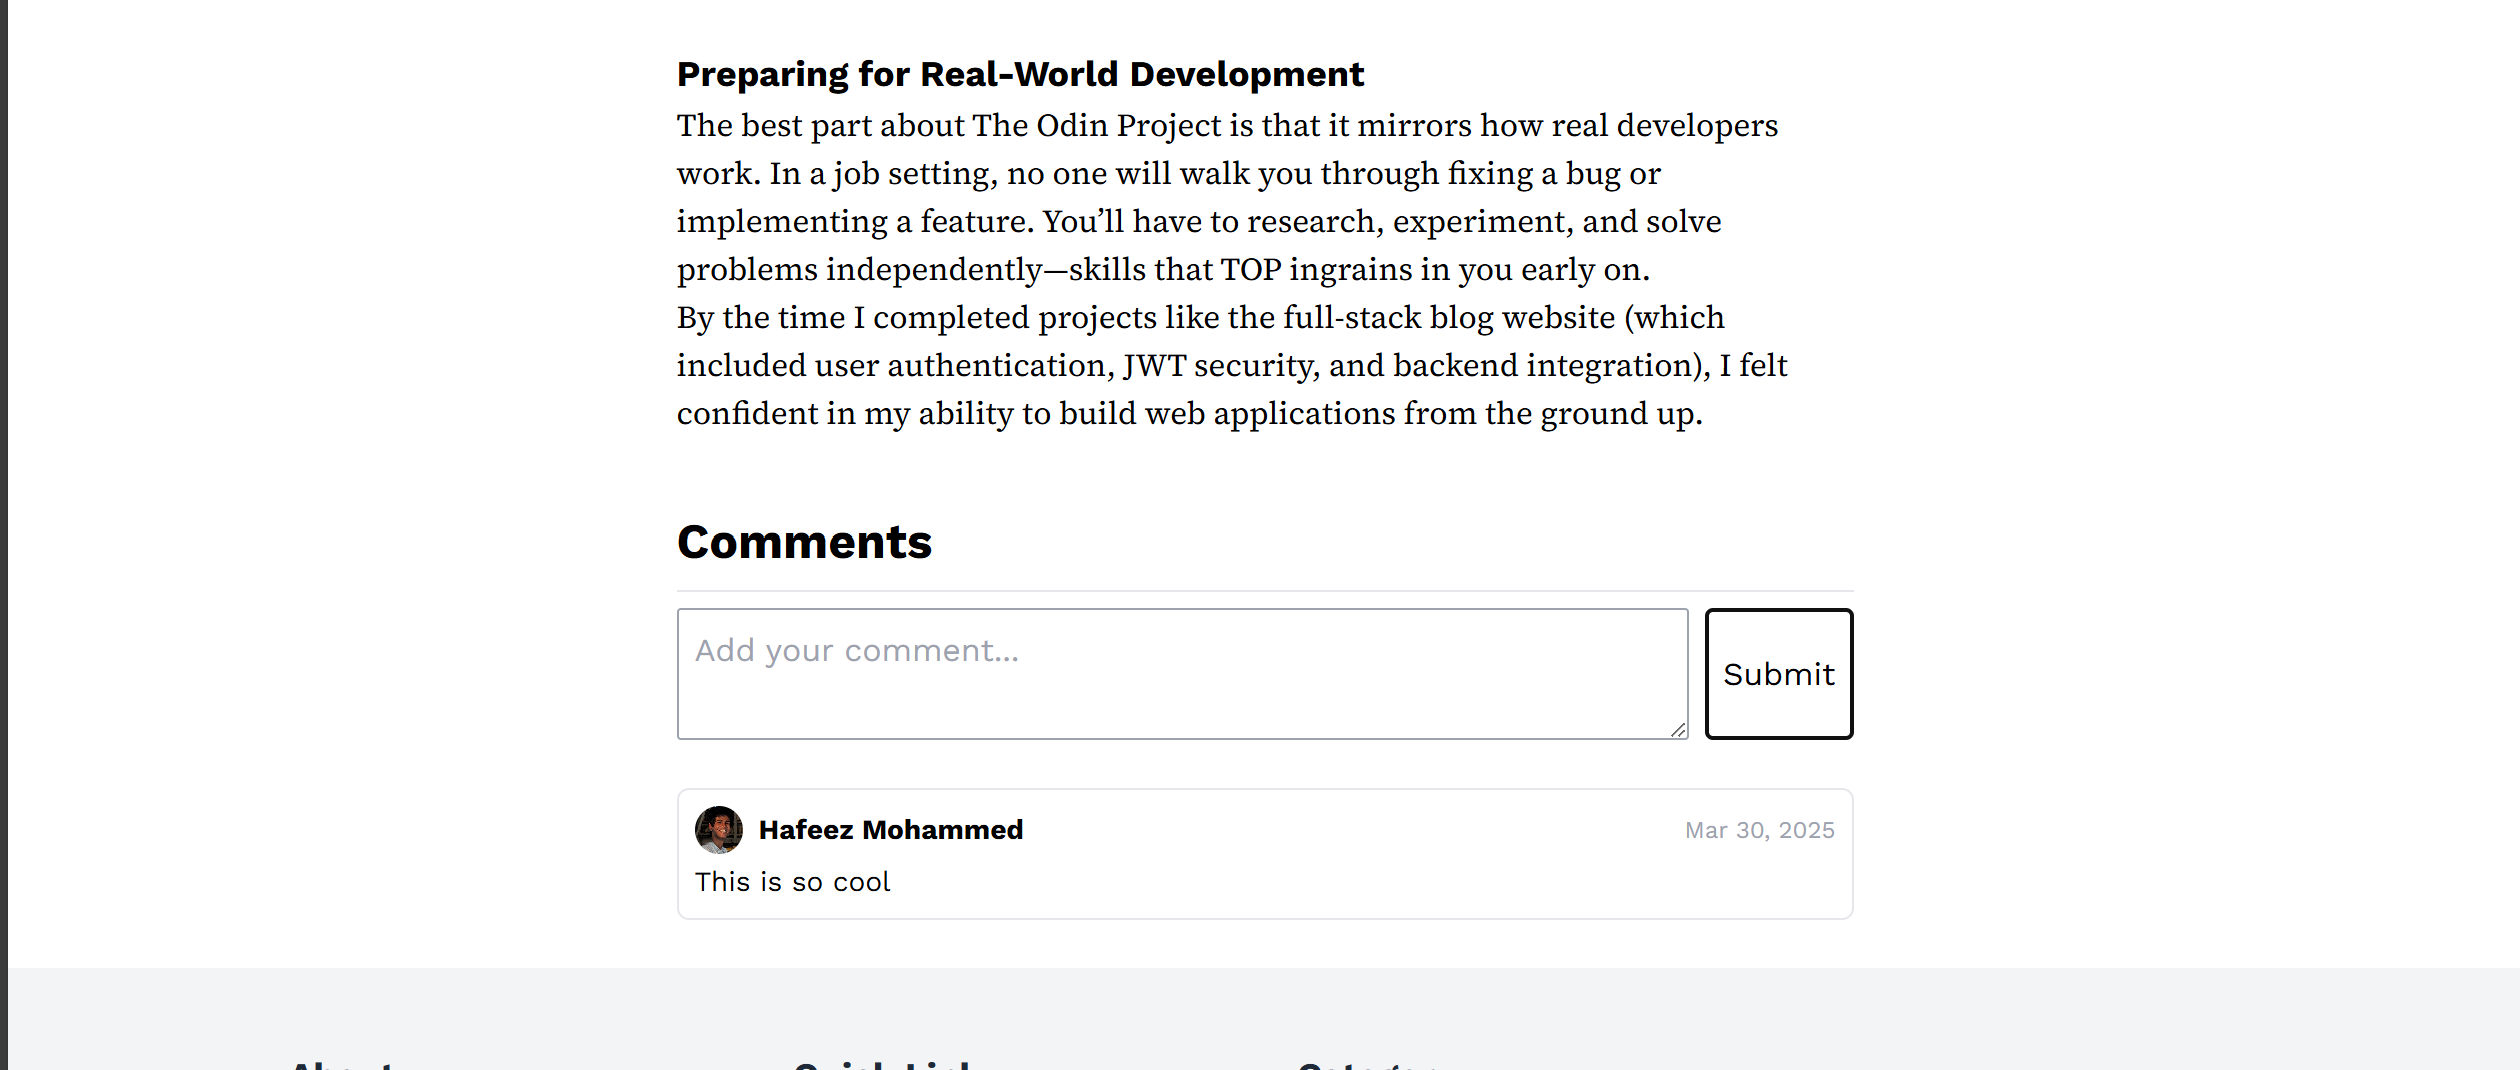 Preparing for Real-World Development
The best part about The Odin Project is that it mirrors how real developers
work. In a job setting, no one will walk you through fixing a bug or
implementing a feature. You’ll have to research, experiment, and solve
problems independently—skills that TOP ingrains in you early on.
By the time I completed projects like the full-stack blog website (which
included user authentication, JWT security, and backend integration), I felt
confident in my ability to build web applications from the ground up.
Comments
Add your comment...
Submit
Hafeez Mohammed
Mar 30, 2025
This is so cool
About